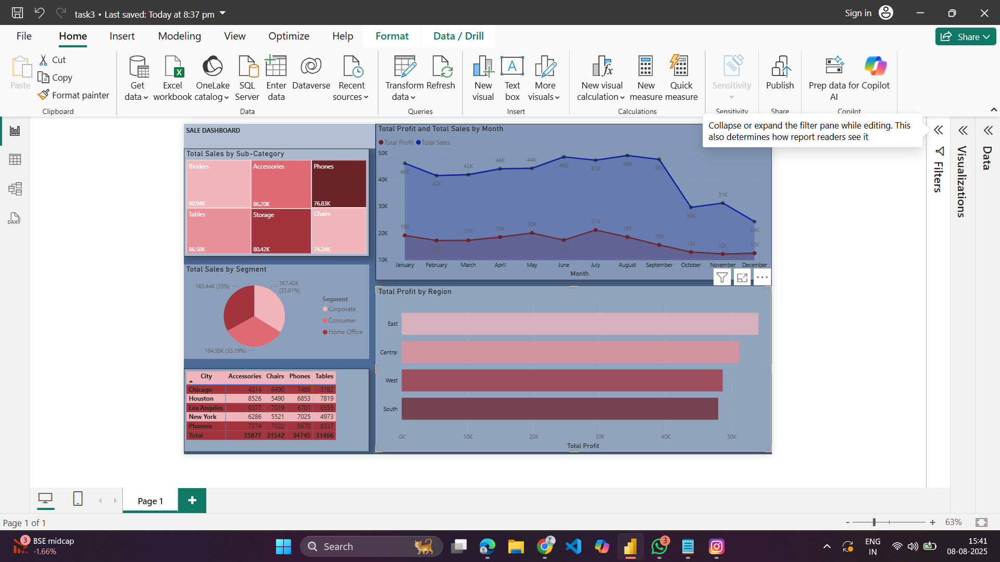 task3 • Last saved: Today at 8:37 pm
Sign in
File Home Insert Modeling View Optimize Help Format Data / Drill
Share
Paste
Cut
Copy
Format painter
Clipboard
Get data
Excel workbook
OneLake catalog
SQL Server
Enter data
Dataverse
Recent sources
Data
Transform data
Refresh
Queries
New visual
Text box
More visuals
Insert
New visual calculation
New measure
Quick measure
Calculations
Sensitivity
Sensitivity
Publish
Share
Prep data for AI
Copilot
Copilot
Collapse or expand the filter pane while editing. This
also determines how report readers see it
Filters
Visualizations
Data
DAX
SALE DASHBOARD
Total Sales by Sub-Category
Binders
90.94K
Accessories
86.20K
Phones
76.83K
Tables
86.58K
Storage
80.42K
Chairs
74.24K
Total Profit and Total Sales by Month
Total Profit Total Sales
50K
40K
30K
20K
10K
46K 42K 42K 44K 44K 49K 47K 49K 48K 30K 31K 24K
19K 17K 17K 18K 20K 17K 21K 18K 16K 13K 12K 12K
January February March April May June July August September October November December
Month
Total Sales by Segment
163.44K (33%)
167.42K
(33.81%)
164.35K (33.19%)
Segment
Corporate
Consumer
Home Office
City Accessories Chairs Phones Tables
Chicago 4314 6490 7488 3782
Houston 8526 5490 6853 7819
Los Angeles 9377 7019 6701 6555
New York 6286 5521 7025 4973
Phoenix 7374 7022 6678 8337
Total 35877 31542 34745 31466
Total Profit by Region
East
Central
West
South
0K 10K 20K 30K 40K 50K
Total Profit
Page 1
+
Page 1 of 1
- + 63%
3
BSE midcap
-1.66%
Search
3
ENG
IN
15:41
08-08-2025